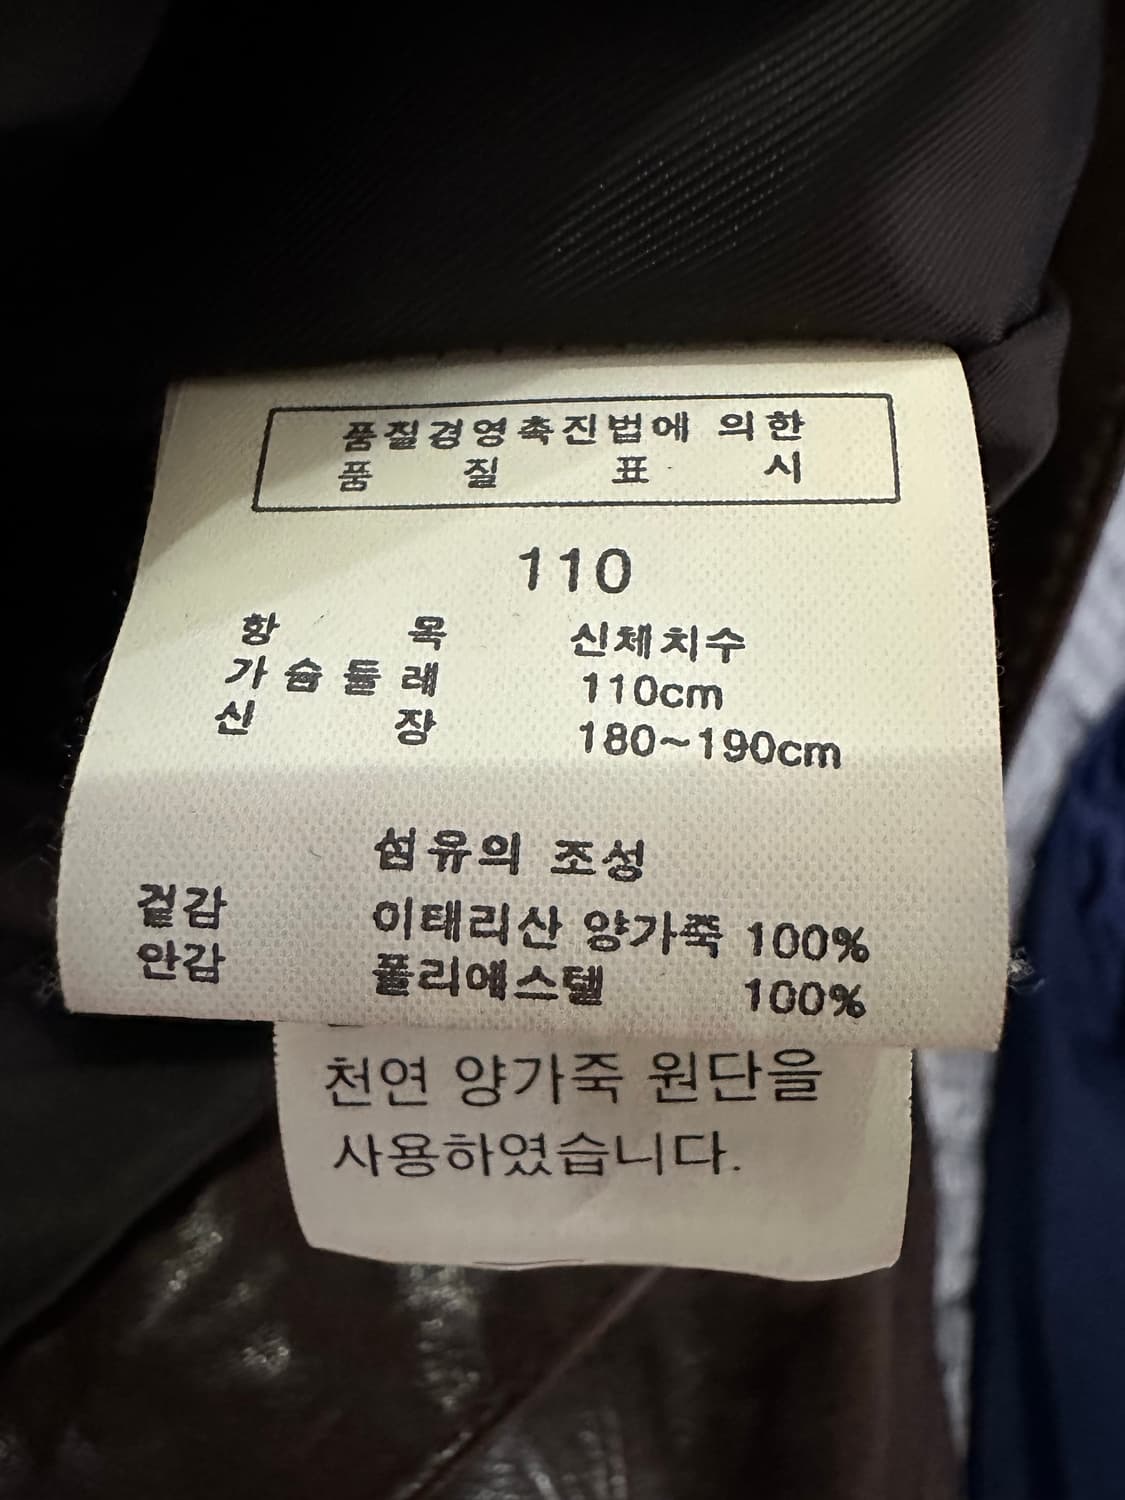 품질경영촉진법에 의한
품 질 표 시
110
항 목 신체치수
가슴둘레 110cm
신 장 180~190cm
섬유의 조성
겉감 이태리산 양가죽 100%
안감 폴리에스텔 100%
천연 양가죽 원단을
사용하였습니다.